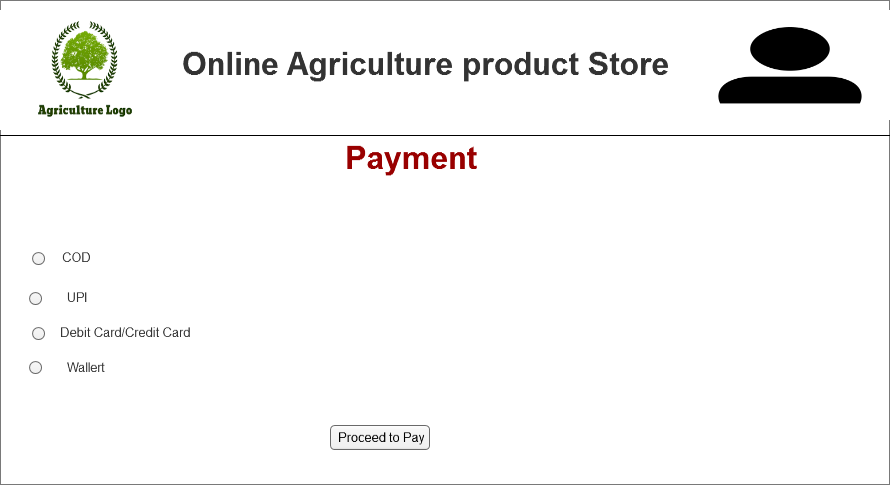 Agriculture Logo
Online Agriculture product Store
Payment
COD
UPI
Debit Card/Credit Card
Wallert
Proceed to Pay